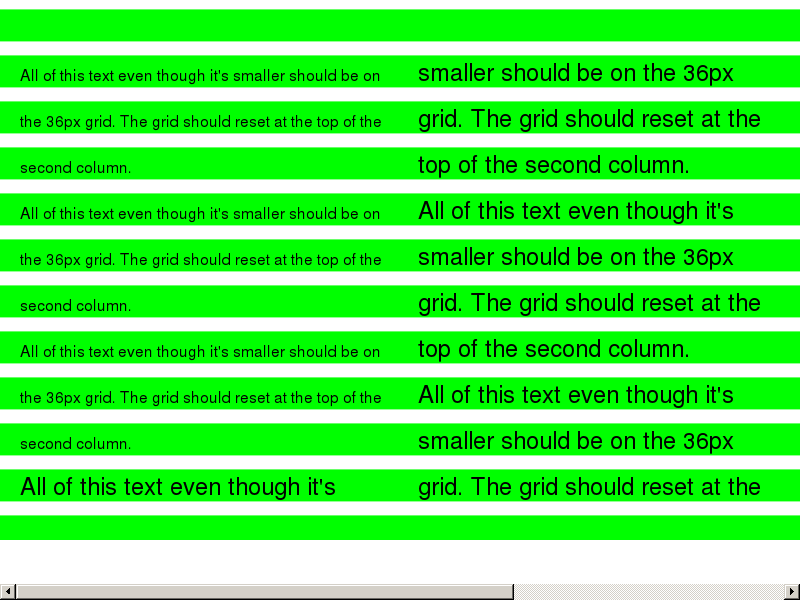 All of this text even though it's smaller should be on
the 36px grid. The grid should reset at the top of the
second column.
All of this text even though it's smaller should be on
the 36px grid. The grid should reset at the top of the
second column.
All of this text even though it's smaller should be on
the 36px grid. The grid should reset at the top of the
second column.
All of this text even though it's
smaller should be on the 36px
grid. The grid should reset at the
top of the second column.
All of this text even though it's
smaller should be on the 36px
grid. The grid should reset at the
top of the second column.
All of this text even though it's
smaller should be on the 36px
grid. The grid should reset at the